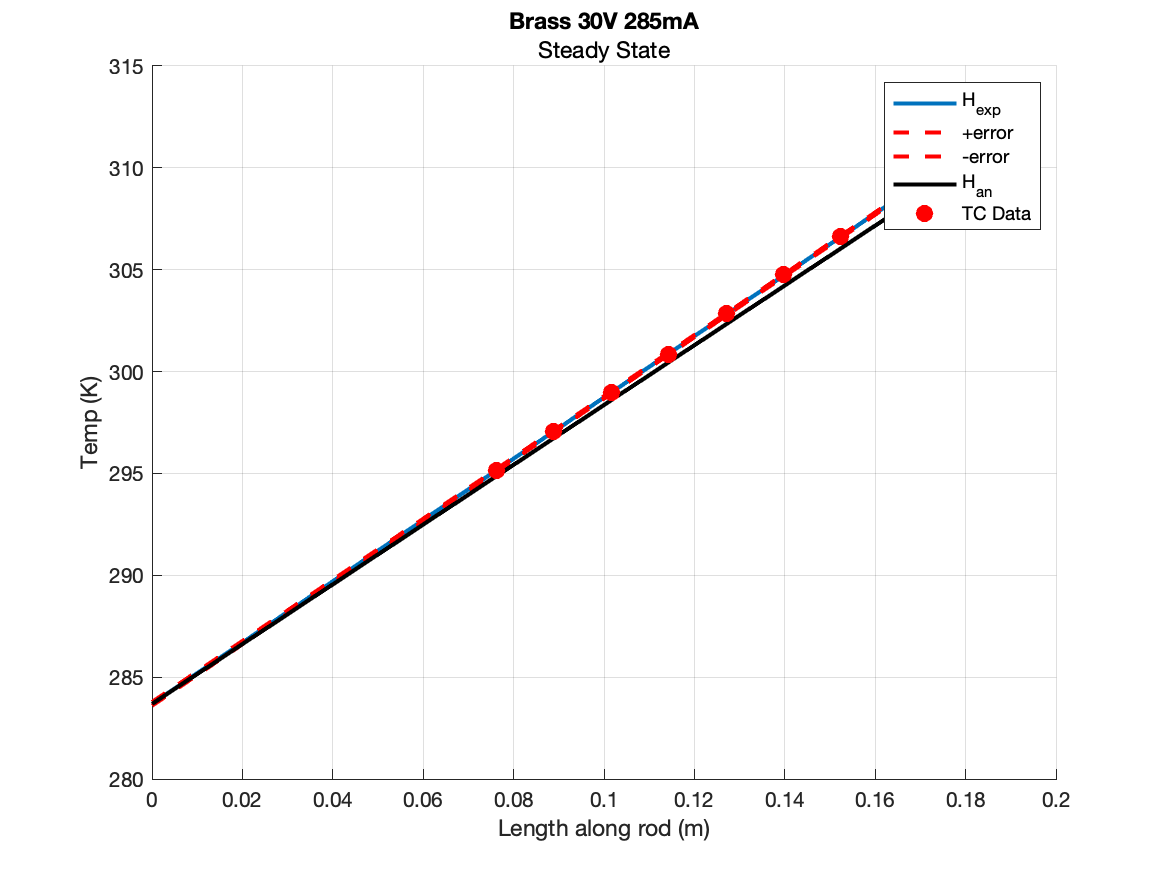 Brass 30V 285mA
Steady State
315
310
305
300
295
290
285
280
Temp (K)
0 0.02 0.04 0.06 0.08 0.1 0.12 0.14 0.16 0.18 0.2
Length along rod (m)
H_exp
+error
-error
H_an
TC Data